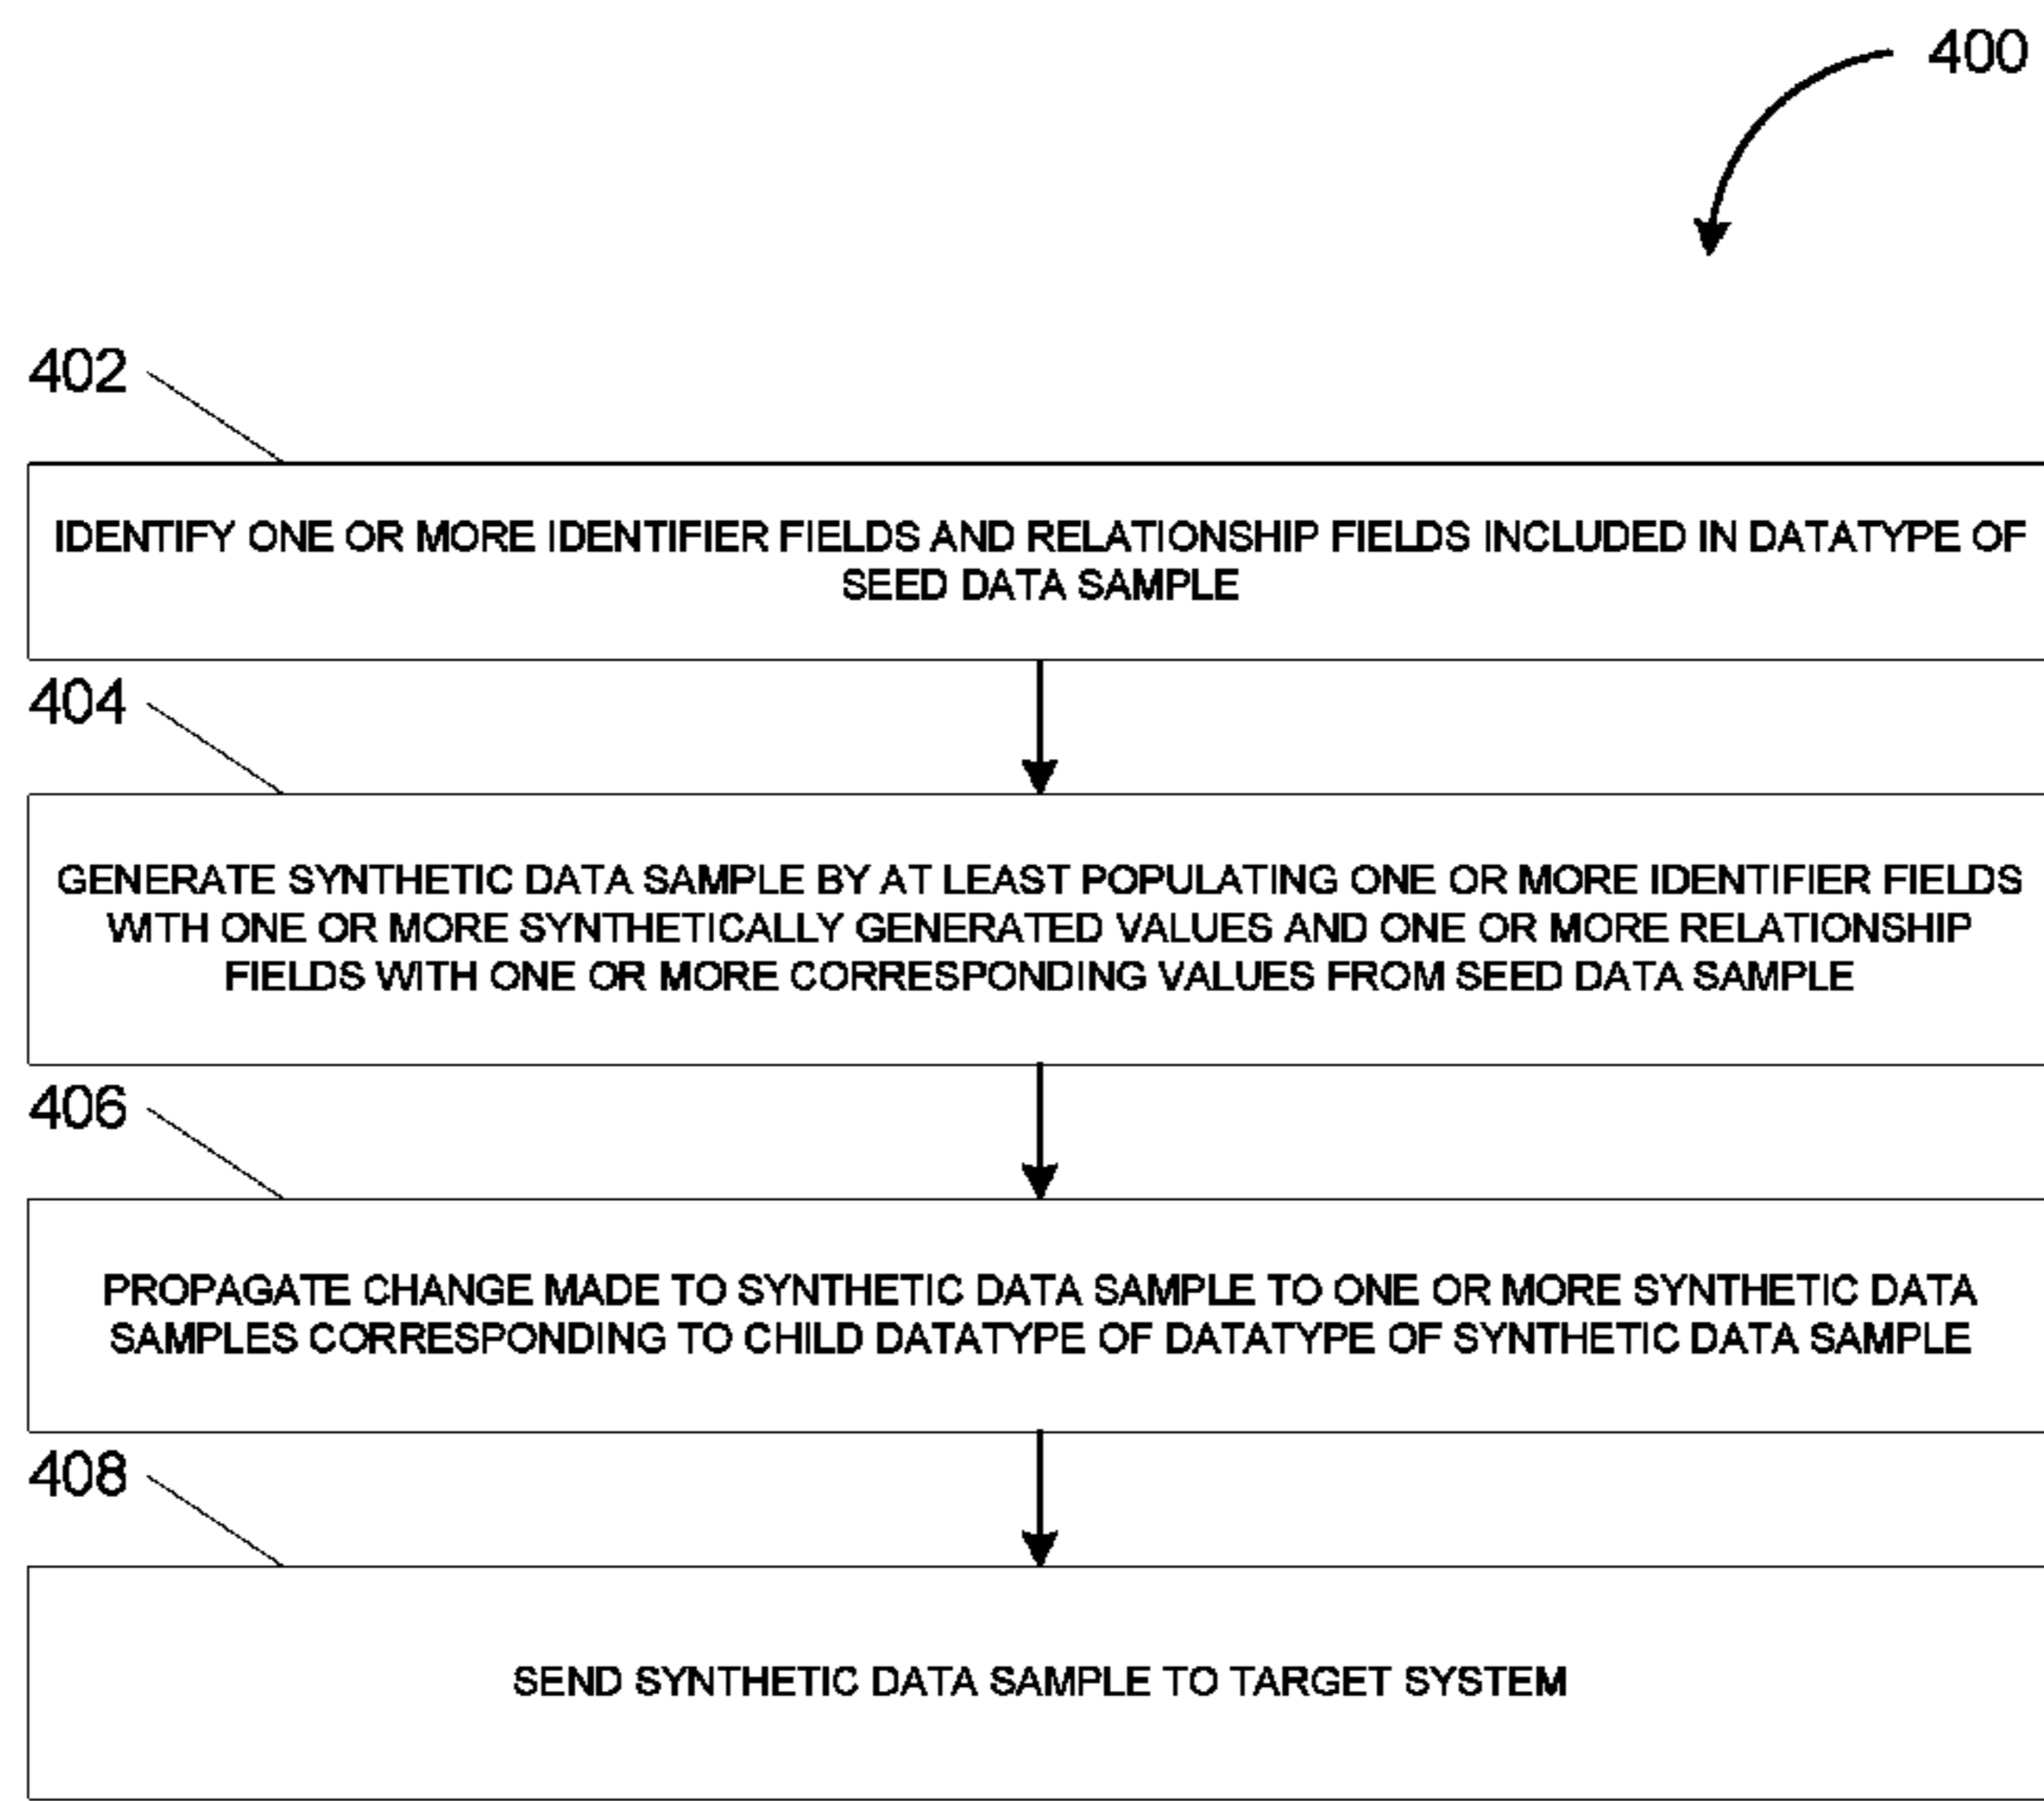 400
402
IDENTIFY ONE OR MORE IDENTIFIER FIELDS AND RELATIONSHIP FIELDS INCLUDED IN DATATYPE OF
SEED DATA SAMPLE
404
GENERATE SYNTHETIC DATA SAMPLE BY AT LEAST POPULATING ONE OR MORE IDENTIFIER FIELDS
WITH ONE OR MORE SYNTHETICALLY GENERATED VALUES AND ONE OR MORE RELATIONSHIP
FIELDS WITH ONE OR MORE CORRESPONDING VALUES FROM SEED DATA SAMPLE
406
PROPAGATE CHANGE MADE TO SYNTHETIC DATA SAMPLE TO ONE OR MORE SYNTHETIC DATA
SAMPLES CORRESPONDING TO CHILD DATATYPE OF DATATYPE OF SYNTHETIC DATA SAMPLE
408
SEND SYNTHETIC DATA SAMPLE TO TARGET SYSTEM